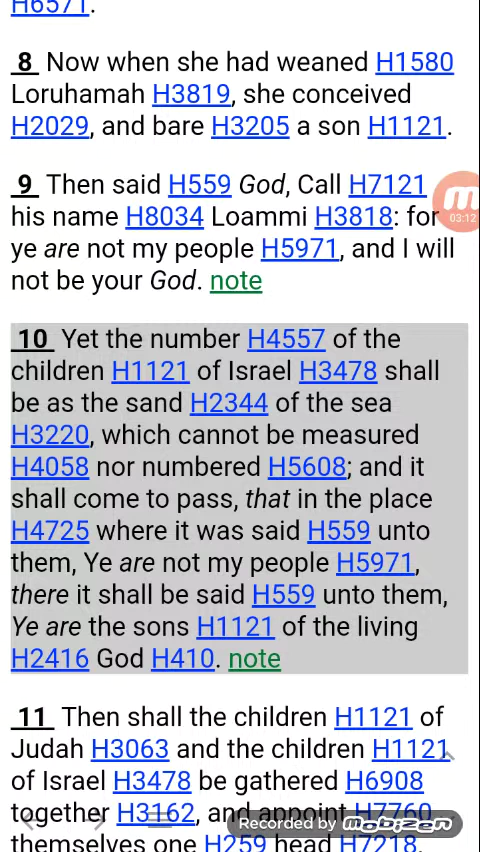 H6571.
8 Now when she had weaned H1580
Loruhamah H3819, she conceived
H2029, and bare H3205 a son H1121.
9 Then said H559 God, Call H7121
his name H8034 Loammi H3818: for
ye are not my people H5971, and I will
not be your God. note
03:12
10 Yet the number H4557 of the
children H1121 of Israel H3478 shall
be as the sand H2344 of the sea
H3220, which cannot be measured
H4058 nor numbered H5608; and it
shall come to pass, that in the place
H4725 where it was said H559 unto
them, Ye are not my people H5971,
there it shall be said H559 unto them,
Ye are the sons H1121 of the living
H2416 God H410. note
11 Then shall the children H1121 of
Judah H3063 and the children H1121
of Israel H3478 be gathered H6908
together H3162, and appoint H7760
themselves one H259 head H7218,
Recorded by mobizen